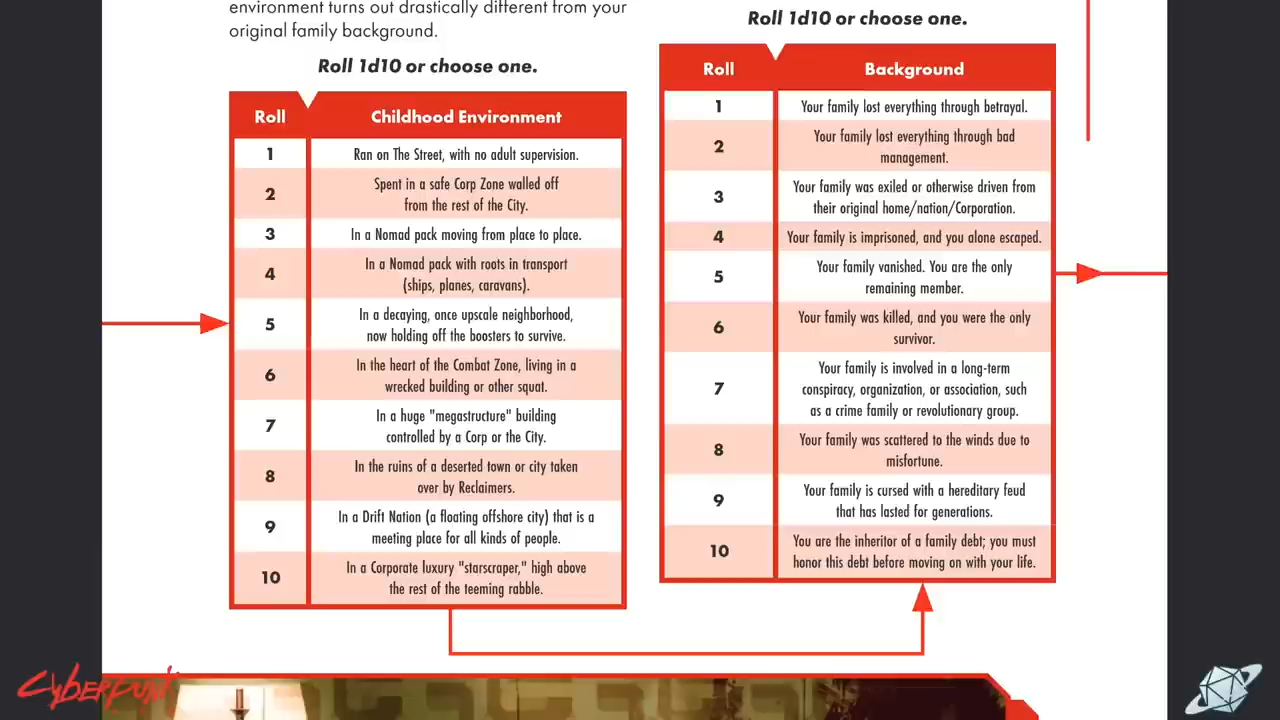 environment turns out drastically different from your
original family background.
Roll 1d10 or choose one.
Roll
Childhood Environment
1
Ran on The Street, with no adult supervision.
2
Spent in a safe Corp Zone walled off
from the rest of the City.
3
In a Nomad pack moving from place to place.
4
In a Nomad pack with roots in transport
(ships, planes, caravans).
5
In a decaying, once upscale neighborhood,
now holding off the boosters to survive.
6
In the heart of the Combat Zone, living in a
wrecked building or other squat.
7
In a huge "megastructure" building
controlled by a Corp or the City.
8
In the ruins of a deserted town or city taken
over by Reclaimers.
9
In a Drift Nation (a floating offshore city) that is a
meeting place for all kinds of people.
10
In a Corporate luxury "starscraper," high above
the rest of the teeming rabble.
Roll 1d10 or choose one.
Roll
Background
1
Your family lost everything through betrayal.
2
Your family lost everything through bad
management.
3
Your family was exiled or otherwise driven from
their original home/nation/Corporation.
4
Your family is imprisoned, and you alone escaped.
5
Your family vanished. You are the only
remaining member.
6
Your family was killed, and you were the only
survivor.
7
Your family is involved in a long-term
conspiracy, organization, or association, such
as a crime family or revolutionary group.
8
Your family was scattered to the winds due to
misfortune.
9
Your family is cursed with a hereditary feud
that has lasted for generations.
10
You are the inheritor of a family debt; you must
honor this debt before moving on with your life.
Cyberpunk